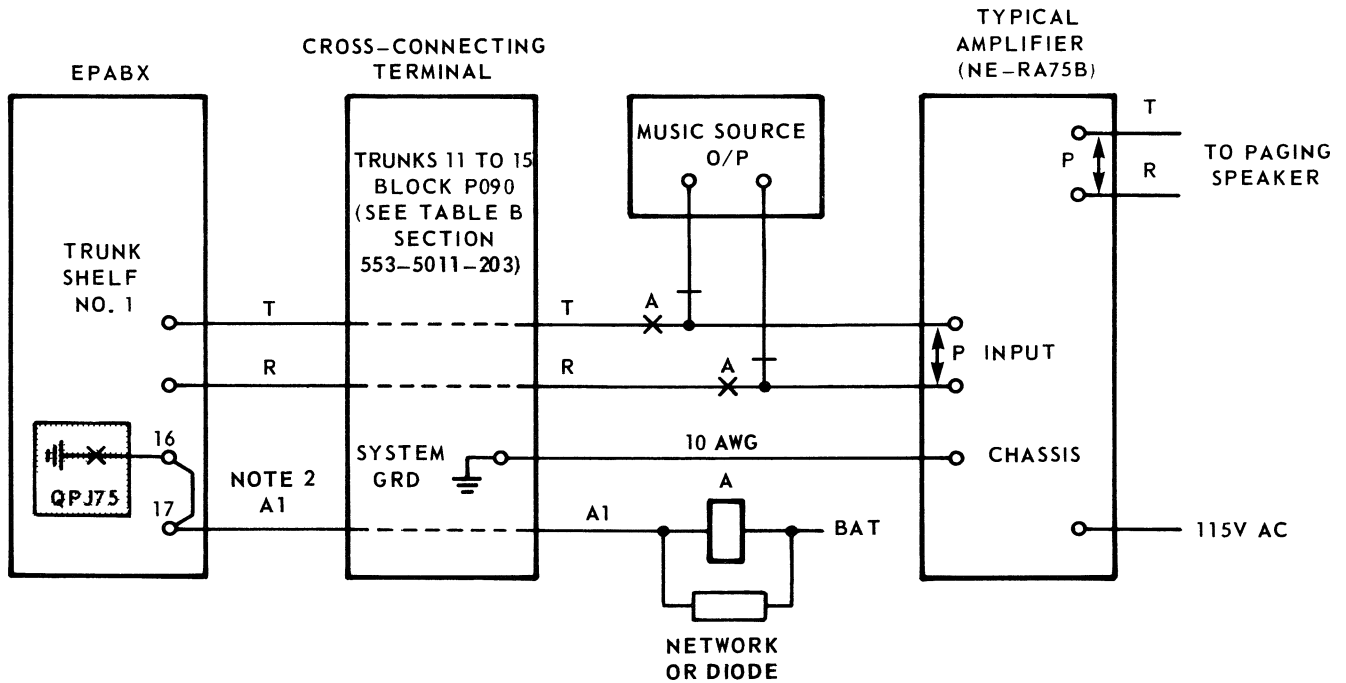 TYPICAL
AMPLIFIER
(NE-RA75B)
CROSS-CONNECTING
TERMINAL
EPABX
MUSIC SOURCE
O/P
T
P
R
TO PAGING
SPEAKER
TRUNKS 11 TO 15
BLOCK P090
(SEE TABLE B
SECTION
553-5011-203)
TRUNK
SHELF
NO. 1
T
T
A
R
R
A
P INPUT
16
SYSTEM
GRD
10 AWG
CHASSIS
QPJ75
17
NOTE 2
A1
A1
A
BAT
115V AC
NETWORK
OR DIODE